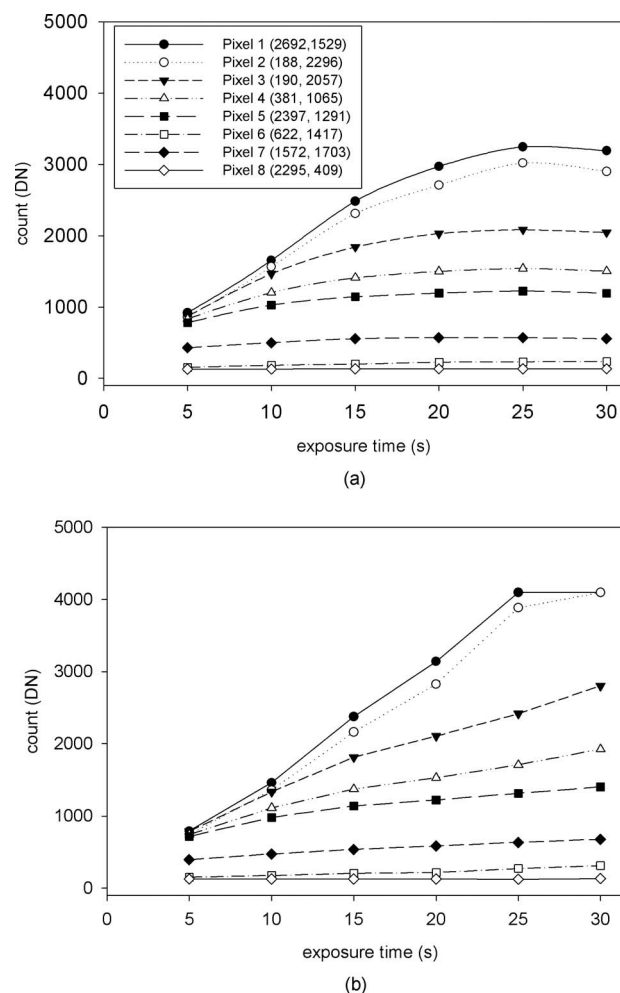 5000
4000
3000
2000
1000
0
count (DN)
Pixel 1 (2692,1529)
Pixel 2 (188, 2296)
Pixel 3 (190, 2057)
Pixel 4 (381, 1065)
Pixel 5 (2397, 1291)
Pixel 6 (622, 1417)
Pixel 7 (1572, 1703)
Pixel 8 (2295, 409)
0 5 10 15 20 25 30
exposure time (s)
(a)
5000
4000
3000
2000
1000
0
count (DN)
0 5 10 15 20 25 30
exposure time (s)
(b)